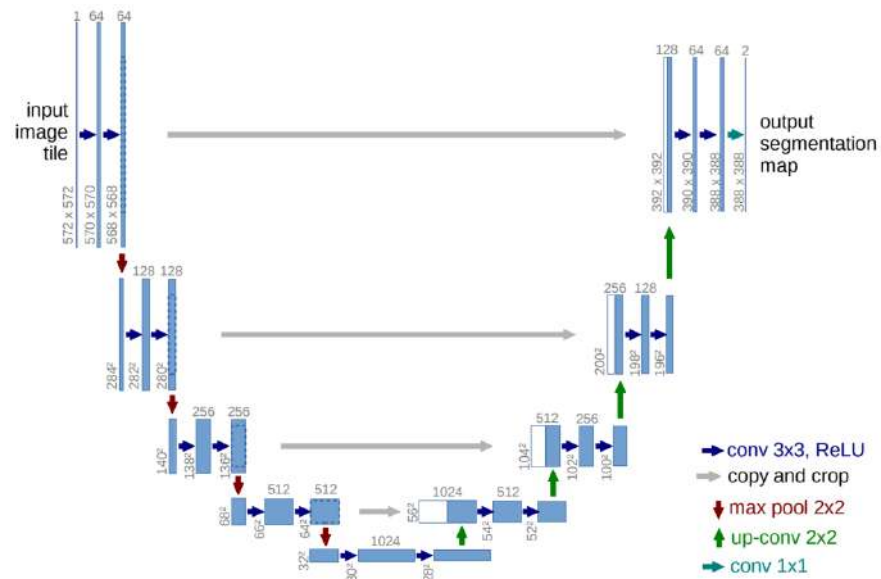 1 64 64
input
image
tile
572 x 572
570 x 570
568 x 568
128 64 64 2
output
segmentation
map
392 x 392
390 x 390
388 x 388
388 x 388
128 128
284²
282²
280²
256 128
200²
198²
196²
256 256
140²
138²
136²
512 256
104²
102²
100²
512 512
68²
66²
64²
1024 512
56²
54²
52²
1024
32²
30²
28²
conv 3x3, ReLU
copy and crop
max pool 2x2
up-conv 2x2
conv 1x1